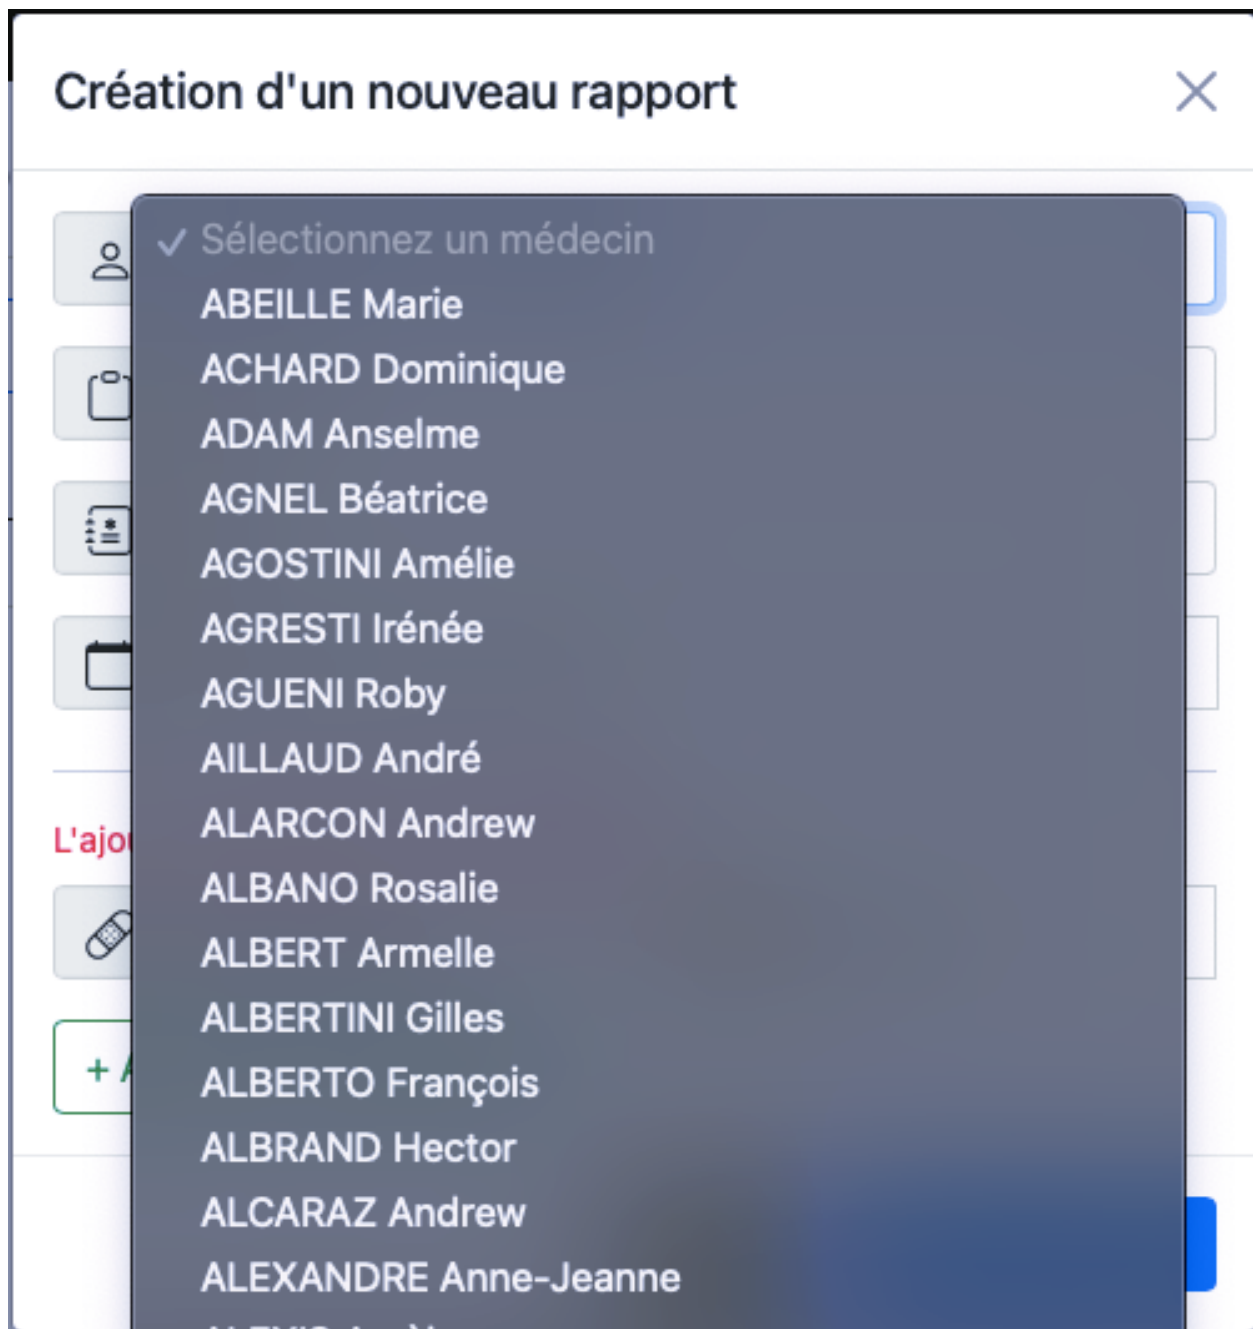 Création d'un nouveau rapport
✓ Sélectionnez un médecin
ABEILLE Marie
ACHARD Dominique
ADAM Anselme
AGNEL Béatrice
AGOSTINI Amélie
AGRESTI Irénée
AGUENI Roby
AILLAUD André
ALARCON Andrew
L'ajou
ALBANO Rosalie
ALBERT Armelle
ALBERTINI Gilles
+
ALBERTO François
ALBRAND Hector
ALCARAZ Andrew
ALEXANDRE Anne-Jeanne